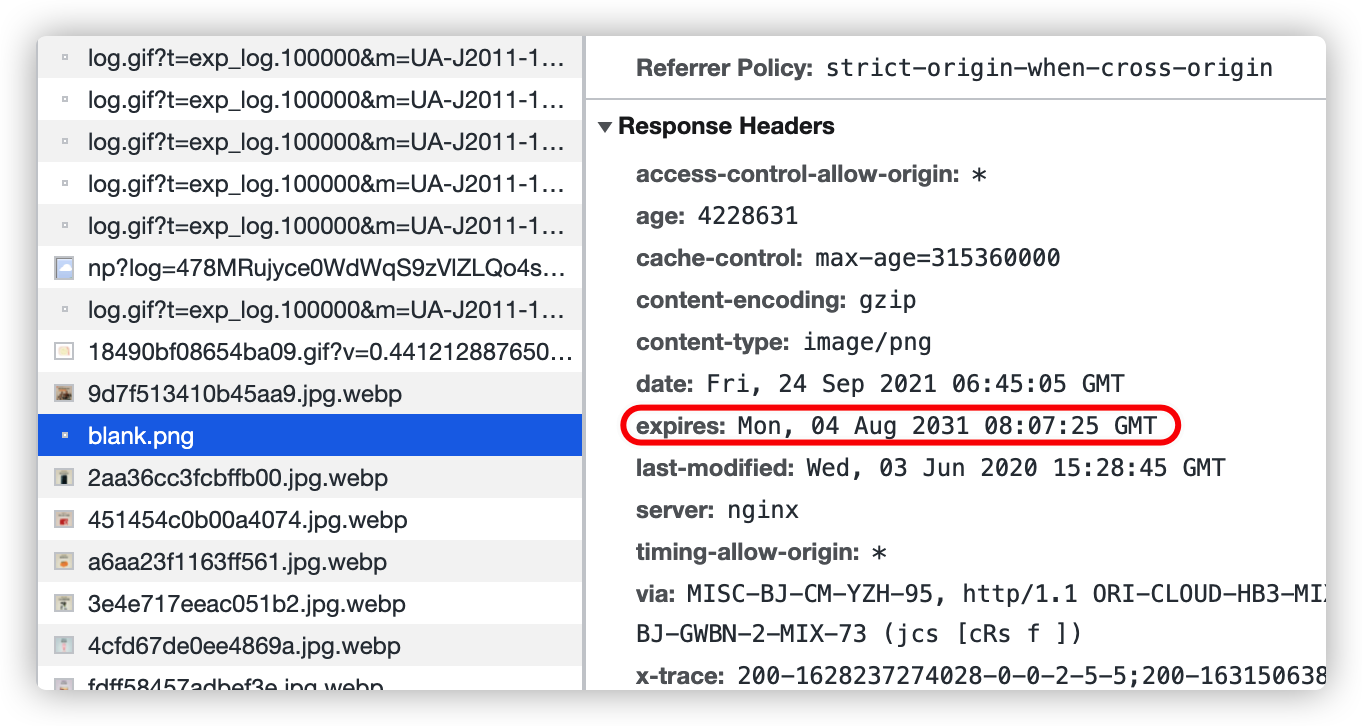 log.gif?t=exp_log.100000&m=UA-J2011-1…
log.gif?t=exp_log.100000&m=UA-J2011-1…
log.gif?t=exp_log.100000&m=UA-J2011-1…
log.gif?t=exp_log.100000&m=UA-J2011-1…
log.gif?t=exp_log.100000&m=UA-J2011-1…
np?log=478MRujyce0WdWqS9zVlZLQo4s…
log.gif?t=exp_log.100000&m=UA-J2011-1…
18490bf08654ba09.gif?v=0.441212887650…
9d7f513410b45aa9.jpg.webp
blank.png
2aa36cc3fcbffb00.jpg.webp
451454c0b00a4074.jpg.webp
a6aa23f1163ff561.jpg.webp
3e4e717eeac051b2.jpg.webp
4cfd67de0ee4869a.jpg.webp
fdff58457adbef3e.jpg.webp
Referrer Policy: strict-origin-when-cross-origin
Response Headers
access-control-allow-origin: *
age: 4228631
cache-control: max-age=315360000
content-encoding: gzip
content-type: image/png
date: Fri, 24 Sep 2021 06:45:05 GMT
expires: Mon, 04 Aug 2031 08:07:25 GMT
last-modified: Wed, 03 Jun 2020 15:28:45 GMT
server: nginx
timing-allow-origin: *
via: MISC-BJ-CM-YZH-95, http/1.1 ORI-CLOUD-HB3-MIX
BJ-GWBN-2-MIX-73 (jcs [cRs f ])
x-trace: 200-1628237274028-0-0-2-5-5;200-163150638